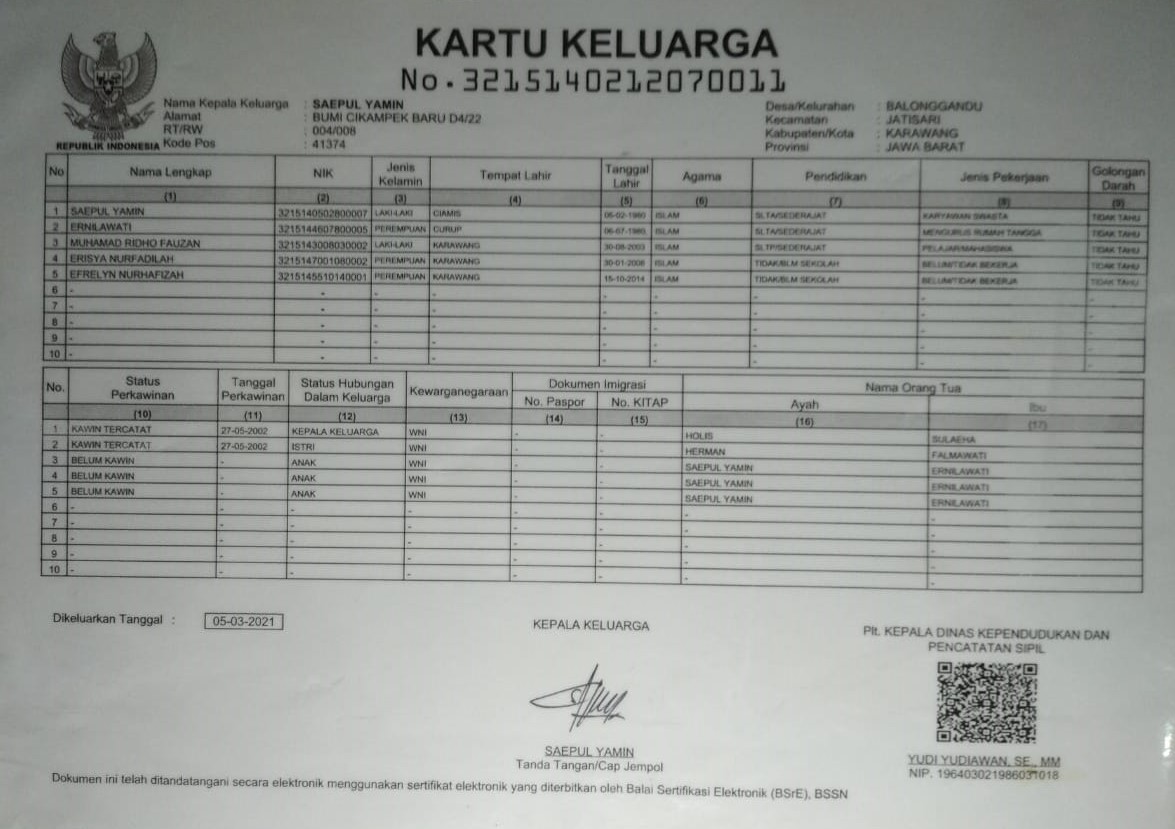 KARTU KELUARGA
No.3215140212070011
REPUBLIK INDONESIA
Nama Kepala Keluarga : SAEPUL YAMIN
Alamat : BUMI CIKAMPEK BARU D4/22
RT/RW : 004/008
Kode Pos : 41374
Desa/Kelurahan : BALONGGANDU
Kecamatan : JATISARI
Kabupaten/Kota : KARAWANG
Provinsi : JAWA BARAT
No Nama Lengkap NIK Jenis Kelamin Tempat Lahir Tanggal Lahir Agama Pendidikan Jenis Pekerjaan Golongan Darah
(1) (2) (3) (4) (5) (6) (7) (8) (9)
1 SAEPUL YAMIN 3215140502800007 LAKI-LAKI CIAMIS 05-02-1980 ISLAM SLTA/SEDERAJAT KARYAWAN SWASTA TIDAK TAHU
2 ERNILAWATI 3215144607800005 PEREMPUAN CURUP 06-07-1980 ISLAM SLTA/SEDERAJAT MENGURUS RUMAH TANGGA TIDAK TAHU
3 MUHAMAD RIDHO FAUZAN 3215143008030002 LAKI-LAKI KARAWANG 30-08-2003 ISLAM SLTP/SEDERAJAT PELAJAR/MAHASISWA TIDAK TAHU
4 ERISYA NURFADILAH 3215147001080002 PEREMPUAN KARAWANG 30-01-2008 ISLAM TIDAK/BLM SEKOLAH BELUM/TIDAK BEKERJA TIDAK TAHU
5 EFRELYN NURHAFIZAH 3215145510140001 PEREMPUAN KARAWANG 15-10-2014 ISLAM TIDAK/BLM SEKOLAH BELUM/TIDAK BEKERJA TIDAK TAHU
6 - - - - - - - - -
7 - - - - - - - - -
8 - - - - - - - - -
9 - - - - - - - - -
10 - - - - - - - - -
No. Status Perkawinan Tanggal Perkawinan Status Hubungan Dalam Keluarga Kewarganegaraan Dokumen Imigrasi Nama Orang Tua
No. Paspor No. KITAP Ayah Ibu
(10) (11) (12) (13) (14) (15) (16) (17)
1 KAWIN TERCATAT 27-05-2002 KEPALA KELUARGA WNI - - HOLIS SULAEHA
2 KAWIN TERCATAT 27-05-2002 ISTRI WNI - - HERMAN FALMAWATI
3 BELUM KAWIN - ANAK WNI - - SAEPUL YAMIN ERNILAWATI
4 BELUM KAWIN - ANAK WNI - - SAEPUL YAMIN ERNILAWATI
5 BELUM KAWIN - ANAK WNI - - SAEPUL YAMIN ERNILAWATI
6 - - - - - - - -
7 - - - - - - - -
8 - - - - - - - -
9 - - - - - - - -
10 - - - - - - - -
Dikeluarkan Tanggal : 05-03-2021
KEPALA KELUARGA
SAEPUL YAMIN
Tanda Tangan/Cap Jempol
Plt. KEPALA DINAS KEPENDUDUKAN DAN
PENCATATAN SIPIL
YUDI YUDIAWAN, SE., MM
NIP. 196403021986031018
Dokumen ini telah ditandatangani secara elektronik menggunakan sertifikat elektronik yang diterbitkan oleh Balai Sertifikasi Elektronik (BSrE), BSSN